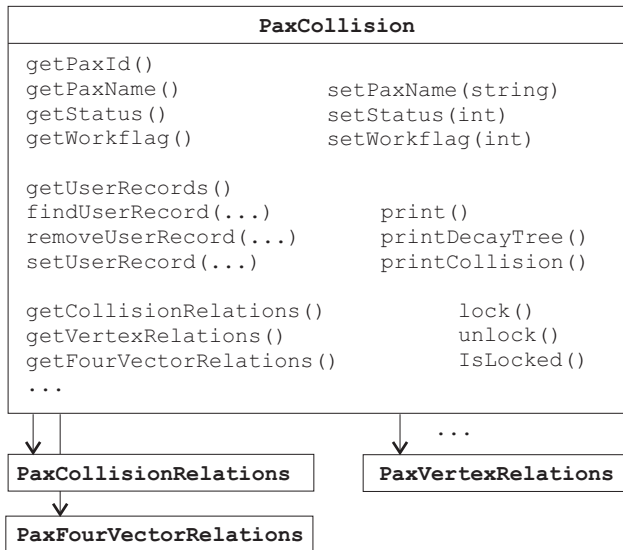 PaxCollision
getPaxId()
getPaxName() setPaxName(string)
getStatus() setStatus(int)
getWorkflag() setWorkflag(int)
getUserRecords()
findUserRecord(...) print()
removeUserRecord(...) printDecayTree()
setUserRecord(...) printCollision()
getCollisionRelations() lock()
getVertexRelations() unlock()
getFourVectorRelations() IsLocked()
...
...
PaxCollisionRelations PaxVertexRelations
PaxFourVectorRelations